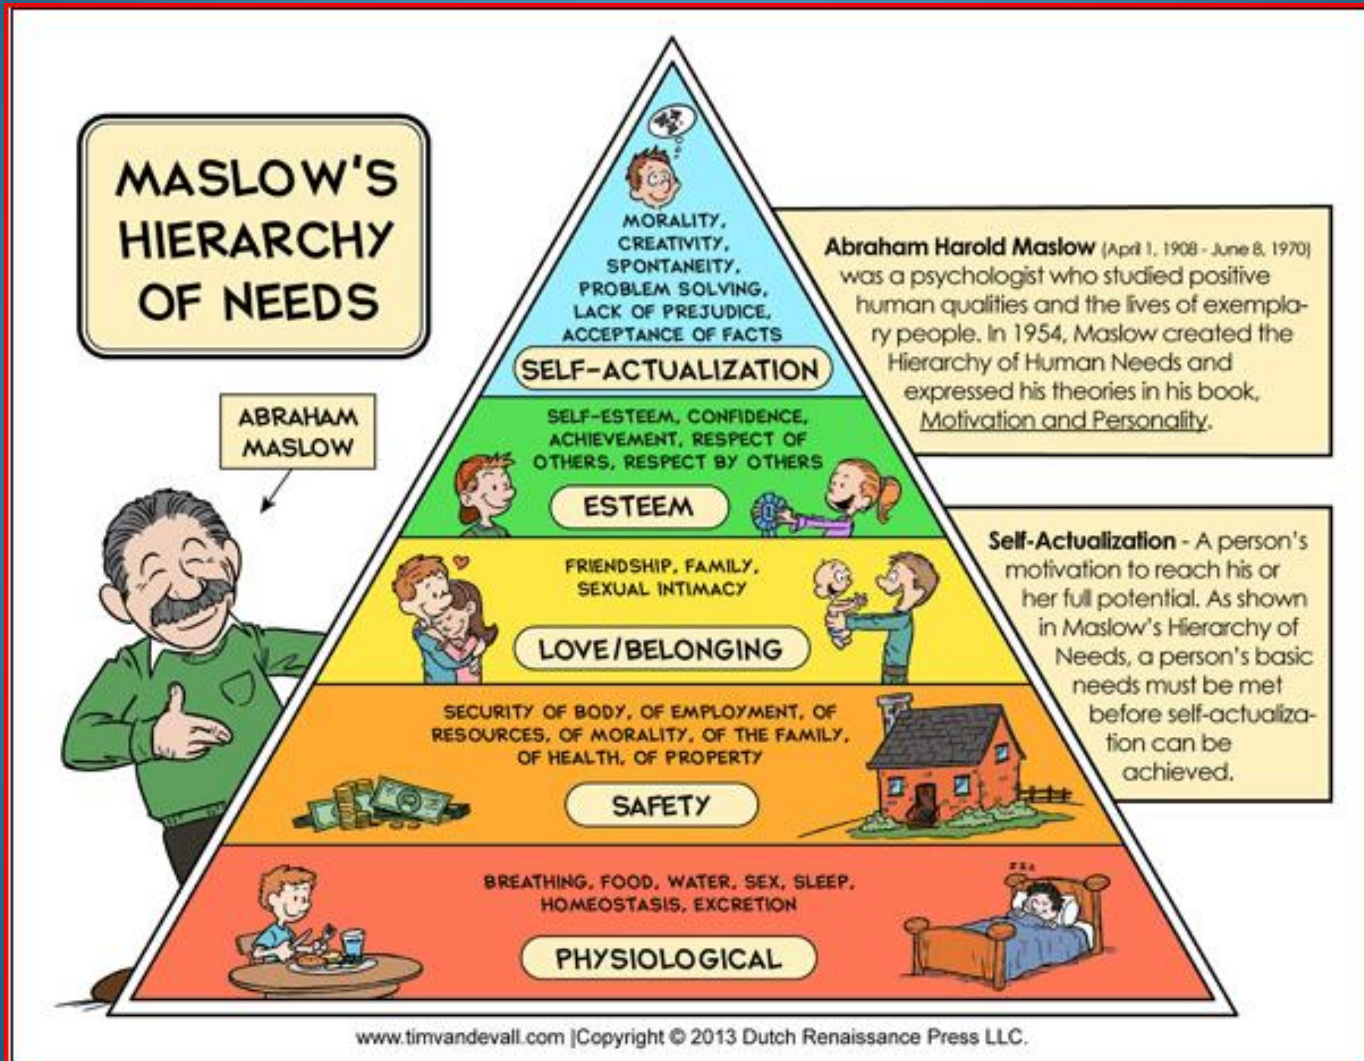 MASLOW'S
HIERARCHY
OF NEEDS
ABRAHAM
MASLOW
MORALITY,
CREATIVITY,
SPONTANEITY,
PROBLEM SOLVING,
LACK OF PREJUDICE,
ACCEPTANCE OF FACTS
SELF-ACTUALIZATION
SELF-ESTEEM, CONFIDENCE,
ACHIEVEMENT, RESPECT OF
OTHERS, RESPECT BY OTHERS
ESTEEM
FRIENDSHIP, FAMILY,
SEXUAL INTIMACY
LOVE/BELONGING
SECURITY OF BODY, OF EMPLOYMENT, OF
RESOURCES, OF MORALITY, OF THE FAMILY,
OF HEALTH, OF PROPERTY
SAFETY
BREATHING, FOOD, WATER, SEX, SLEEP,
HOMEOSTASIS, EXCRETION
PHYSIOLOGICAL
Abraham Harold Maslow (April 1, 1908 - June 8, 1970)
was a psychologist who studied positive
human qualities and the lives of exempla-
ry people. In 1954, Maslow created the
Hierarchy of Human Needs and
expressed his theories in his book,
Motivation and Personality.
Self-Actualization - A person's
motivation to reach his or
her full potential. As shown
in Maslow's Hierarchy of
Needs, a person's basic
needs must be met
before self-actualiza-
tion can be
achieved.
www.timvandevall.com |Copyright © 2013 Dutch Renaissance Press LLC.